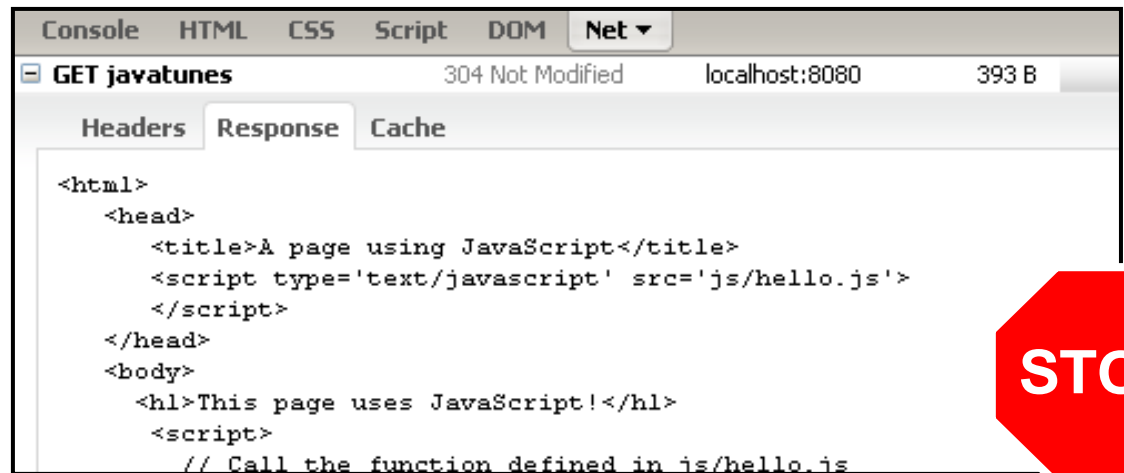 Console HTML CSS Script DOM Net ▾
GET javatunes 304 Not Modified localhost:8080 393 B
Headers Response Cache
<html>
<head>
<title>A page using JavaScript</title>
<script type='text/javascript' src='js/hello.js'>
</script>
</head>
<body>
<h1>This page uses JavaScript!</h1>
<script>
// Call the function defined in js/hello.js